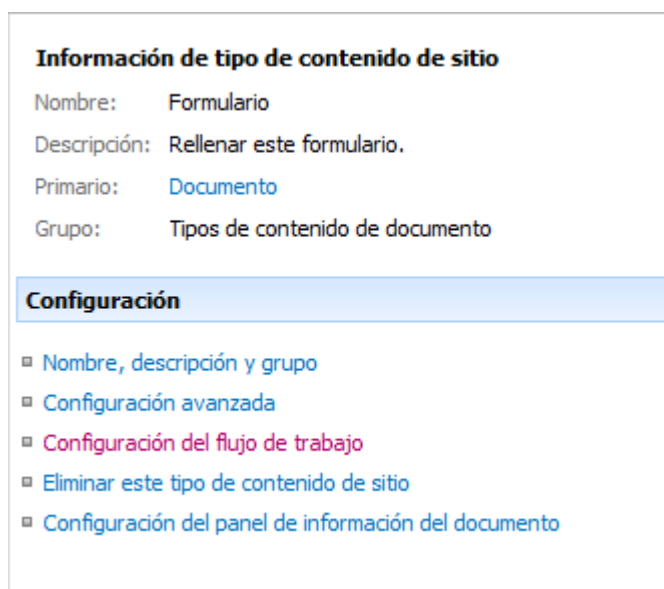 Información de tipo de contenido de sitio
Nombre: Formulario
Descripción: Rellenar este formulario.
Primario: Documento
Grupo: Tipos de contenido de documento
Configuración
Nombre, descripción y grupo
Configuración avanzada
Configuración del flujo de trabajo
Eliminar este tipo de contenido de sitio
Configuración del panel de información del documento